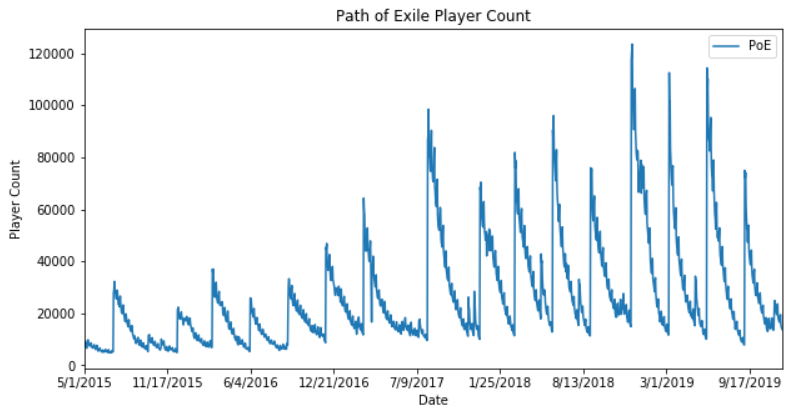 Path of Exile Player Count
PoE
Player Count
120000
100000
80000
60000
40000
20000
0
5/1/2015 11/17/2015 6/4/2016 12/21/2016 7/9/2017 1/25/2018 8/13/2018 3/1/2019 9/17/2019
Date